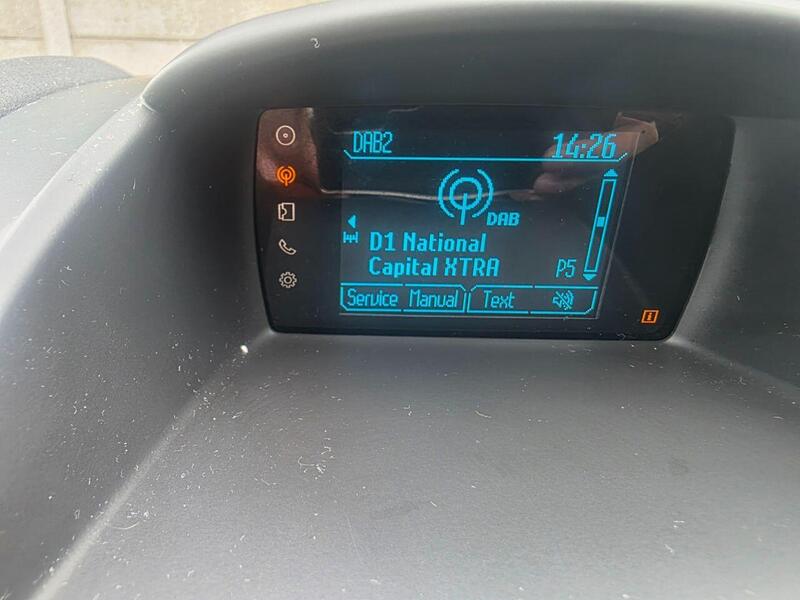 DAB2 14:26
DAB
D1 National
Capital XTRA P5
Service Manual Text
i